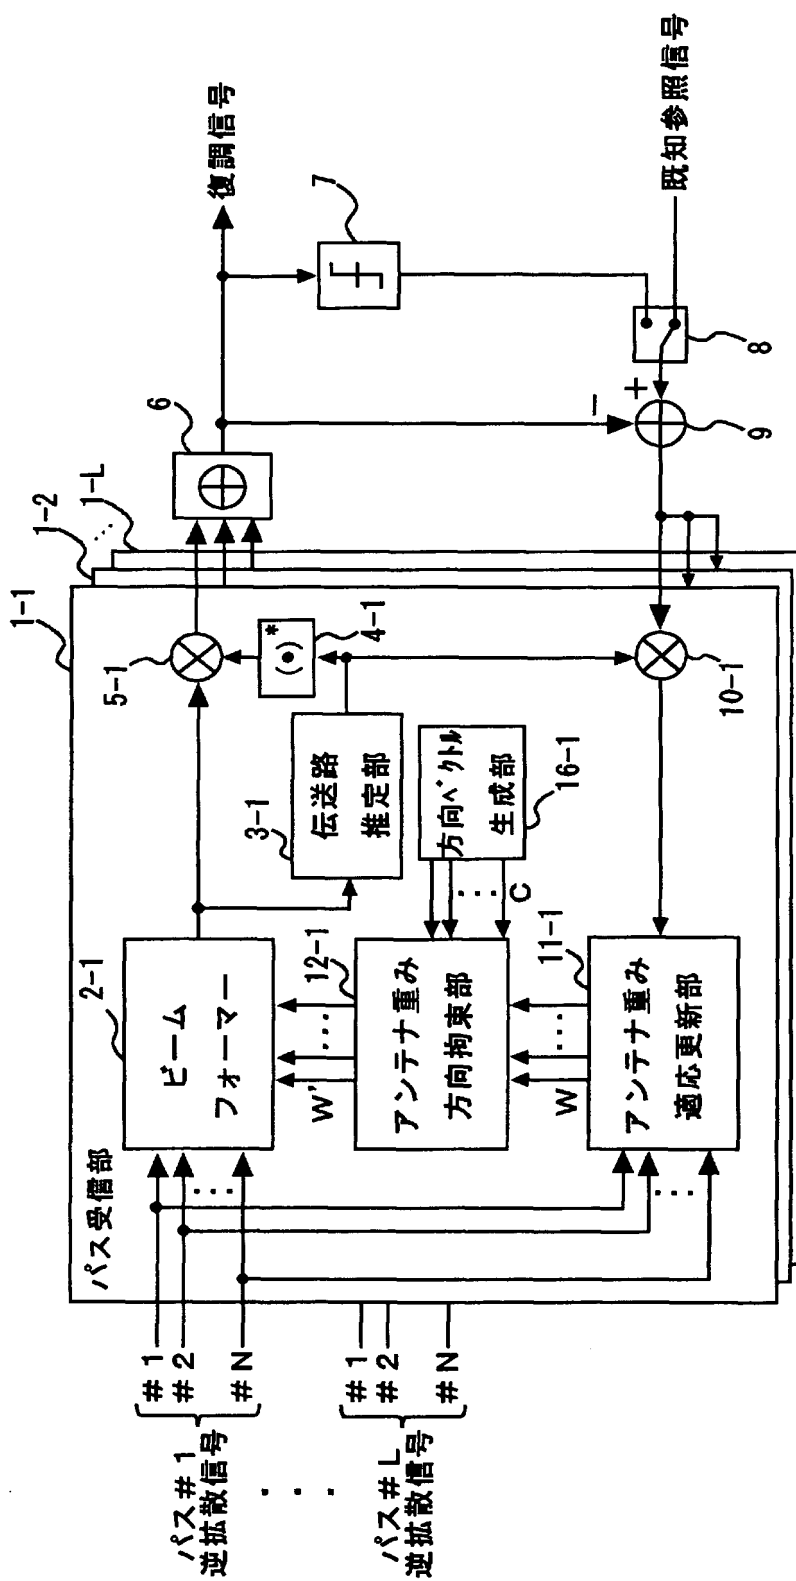 パス#1
逆拡散信号
#1
#2
#N
パス#L
逆拡散信号
#1
#2
#N
パス受信部
1-1
1-2
1-L
ビーム
フォーマー
2-1
W'
アンテナ重み
方向拘束部
12-1
W
アンテナ重み
適応更新部
11-1
C
方向ベクトル
生成部
16-1
伝送路
推定部
3-1
(•)*
4-1
5-1
10-1
6
復調信号
7
8
9
+
−
既知参照信号